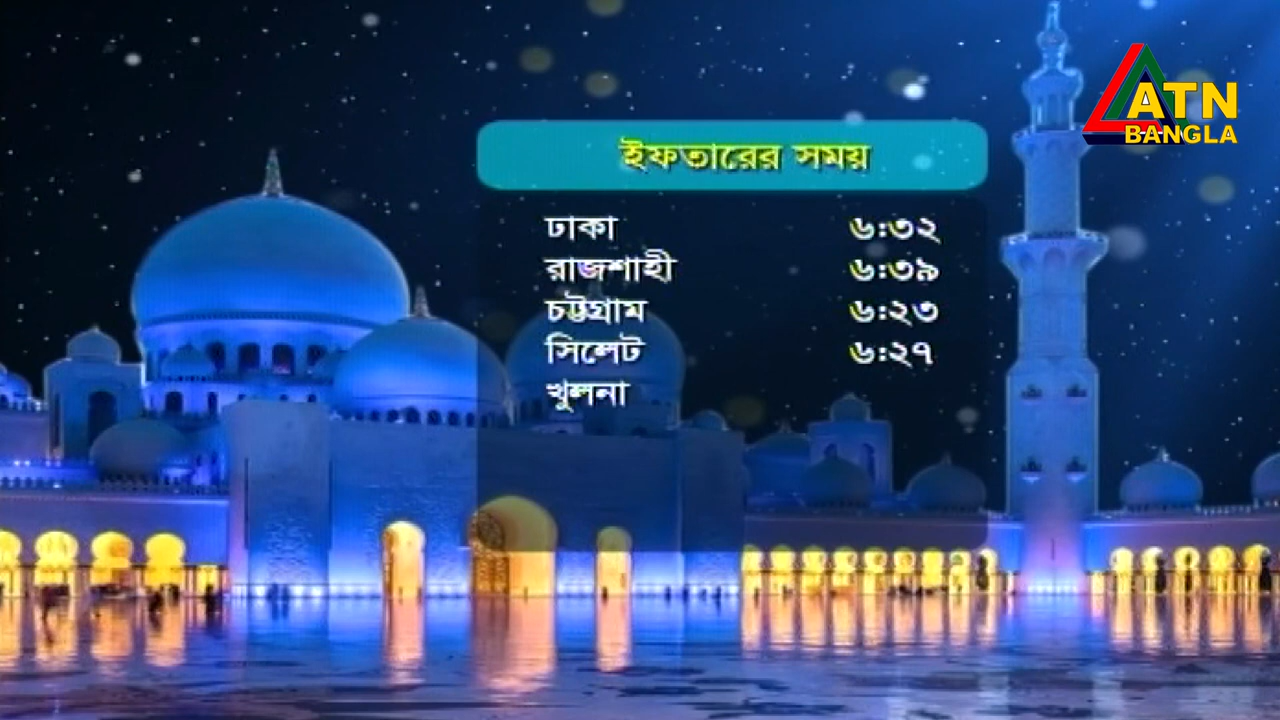 ATN
BANGLA
ইফতারের সময়
ঢাকা ৬:৩২
রাজশাহী ৬:৩৯
চট্টগ্রাম ৬:২৩
সিলেট ৬:২৭
খুলনা